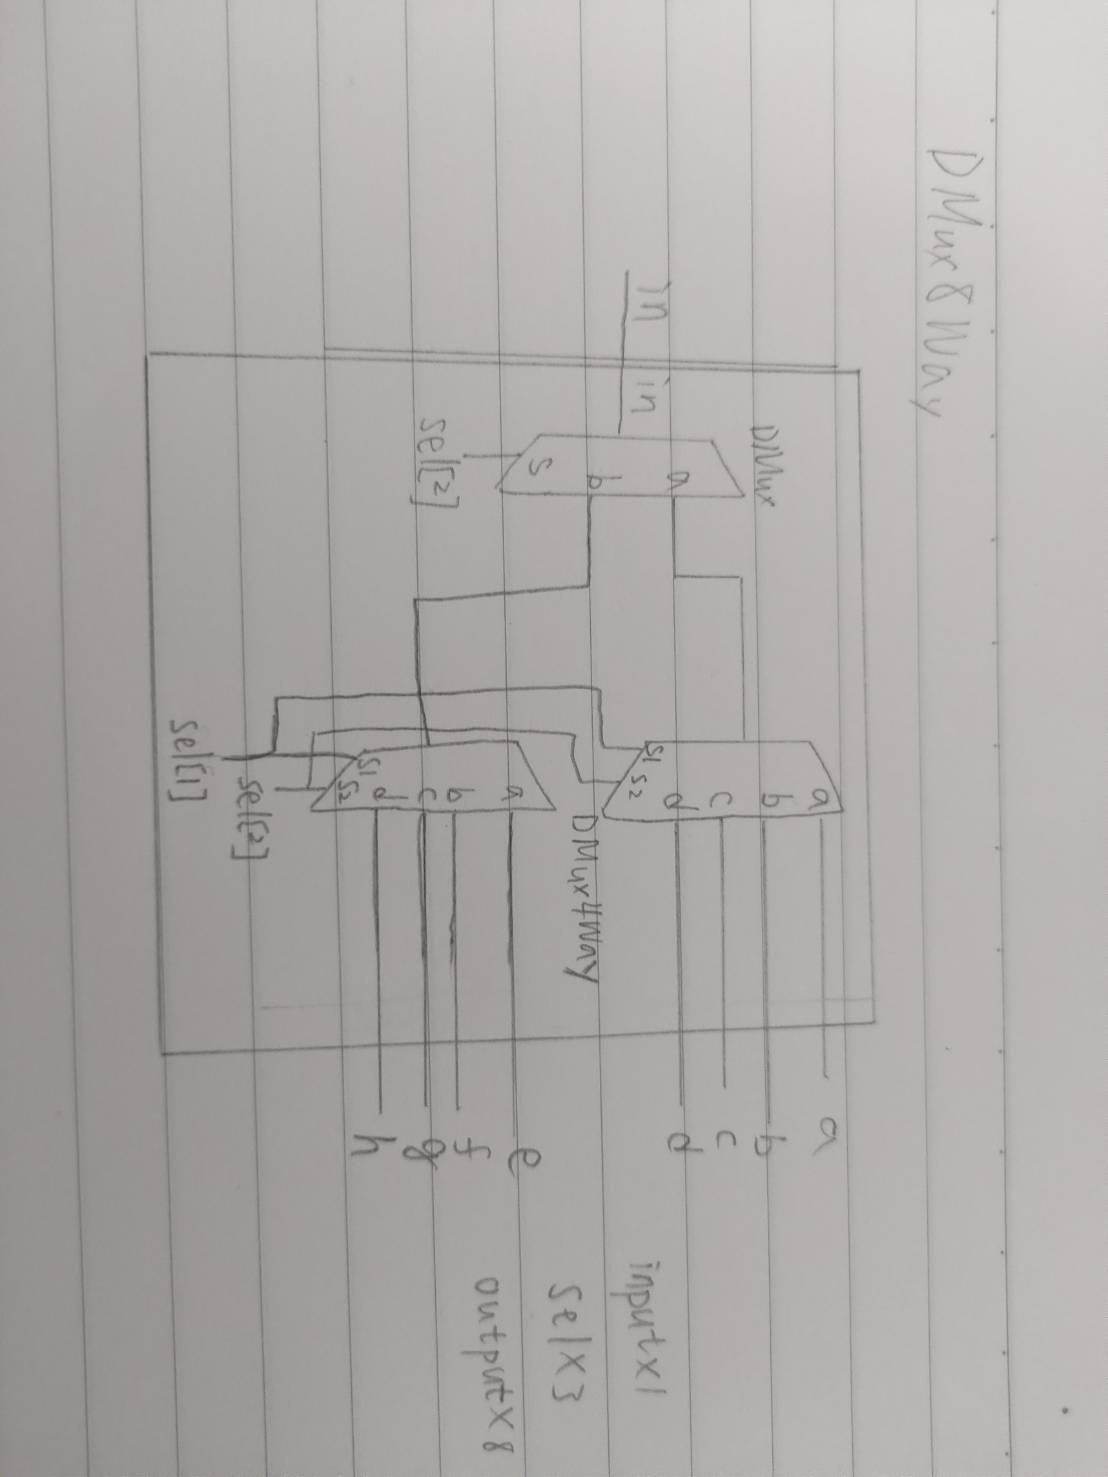 DMux8Way
DMux
in
in
a
b
s
sel[2]
a
b
c
d
s1
s2
DMux4Way
a
b
c
d
s1
s2
sel[2]
sel[1]
a
b
c
d
e
f
g
h
inputx1
selx3
outputx8